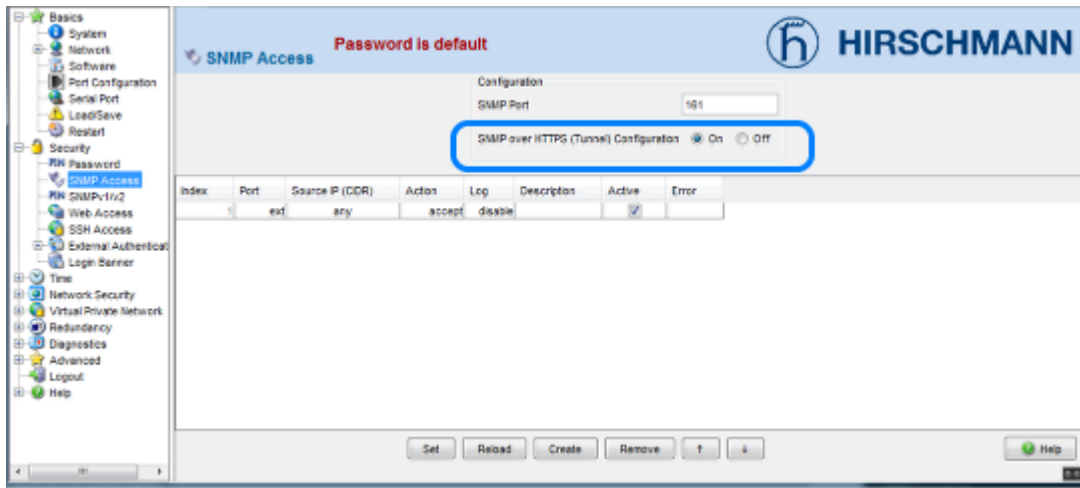 Basics
System
Network
Software
Port Configuration
Serial Port
Load/Save
Restart
Security
Password
SNMP Access
SNMPv1/v2
Web Access
SSH Access
External Authenticat
Login Banner
Time
Network Security
Virtual Private Network
Redundancy
Diagnostics
Advanced
Logout
Help
SNMP Access
Password is default
HIRSCHMANN
Configuration
SNMP Port 161
SNMP over HTTPS (Tunnel) Configuration On Off
Index Port Source IP (CIDR) Action Log Description Active Error
1 ext any accept disable
Set Reload Create Remove ↑ ↓ Help